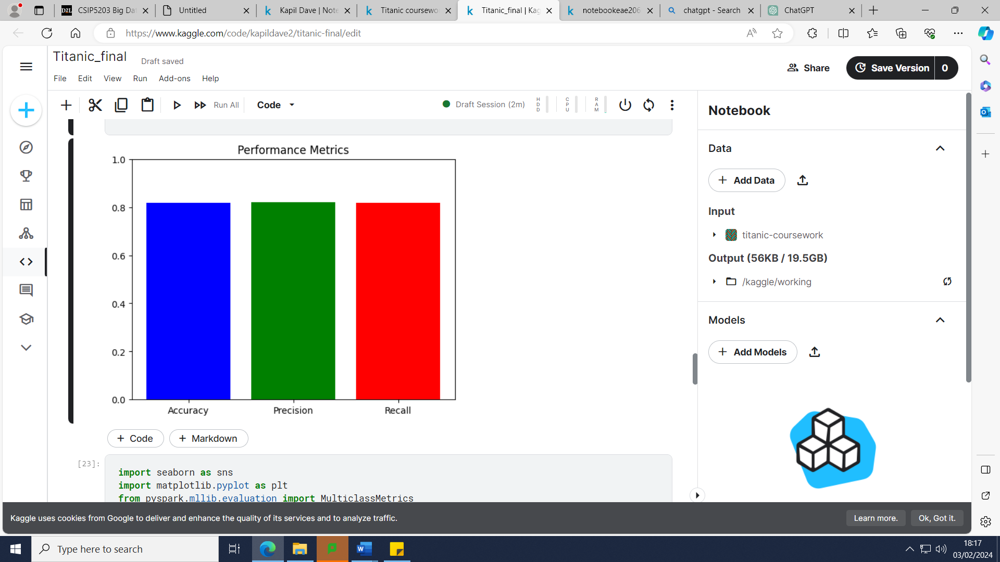 CSIP5203 Big Da
Untitled
Kapil Dave | Note
Titanic coursewo
Titanic_final | Kag
notebookeae206
chatgpt - Search
ChatGPT
https://www.kaggle.com/code/kapildave2/titanic-final/edit
Titanic_final
Draft saved
Share
Save Version
0
File
Edit
View
Run
Add-ons
Help
Run All
Code
Draft Session (2m)
HDD
CPU
RAM
Notebook
Data
Add Data
Input
titanic-coursework
Output (56KB / 19.5GB)
/kaggle/working
Models
Add Models
Performance Metrics
1.0
0.8
0.6
0.4
0.2
0.0
Accuracy
Precision
Recall
+ Code
+ Markdown
[23]:
import seaborn as sns
import matplotlib.pyplot as plt
from pyspark.mllib.evaluation import MulticlassMetrics
Kaggle uses cookies from Google to deliver and enhance the quality of its services and to analyze traffic.
Learn more.
Ok, Got it.
Type here to search
18:17
03/02/2024